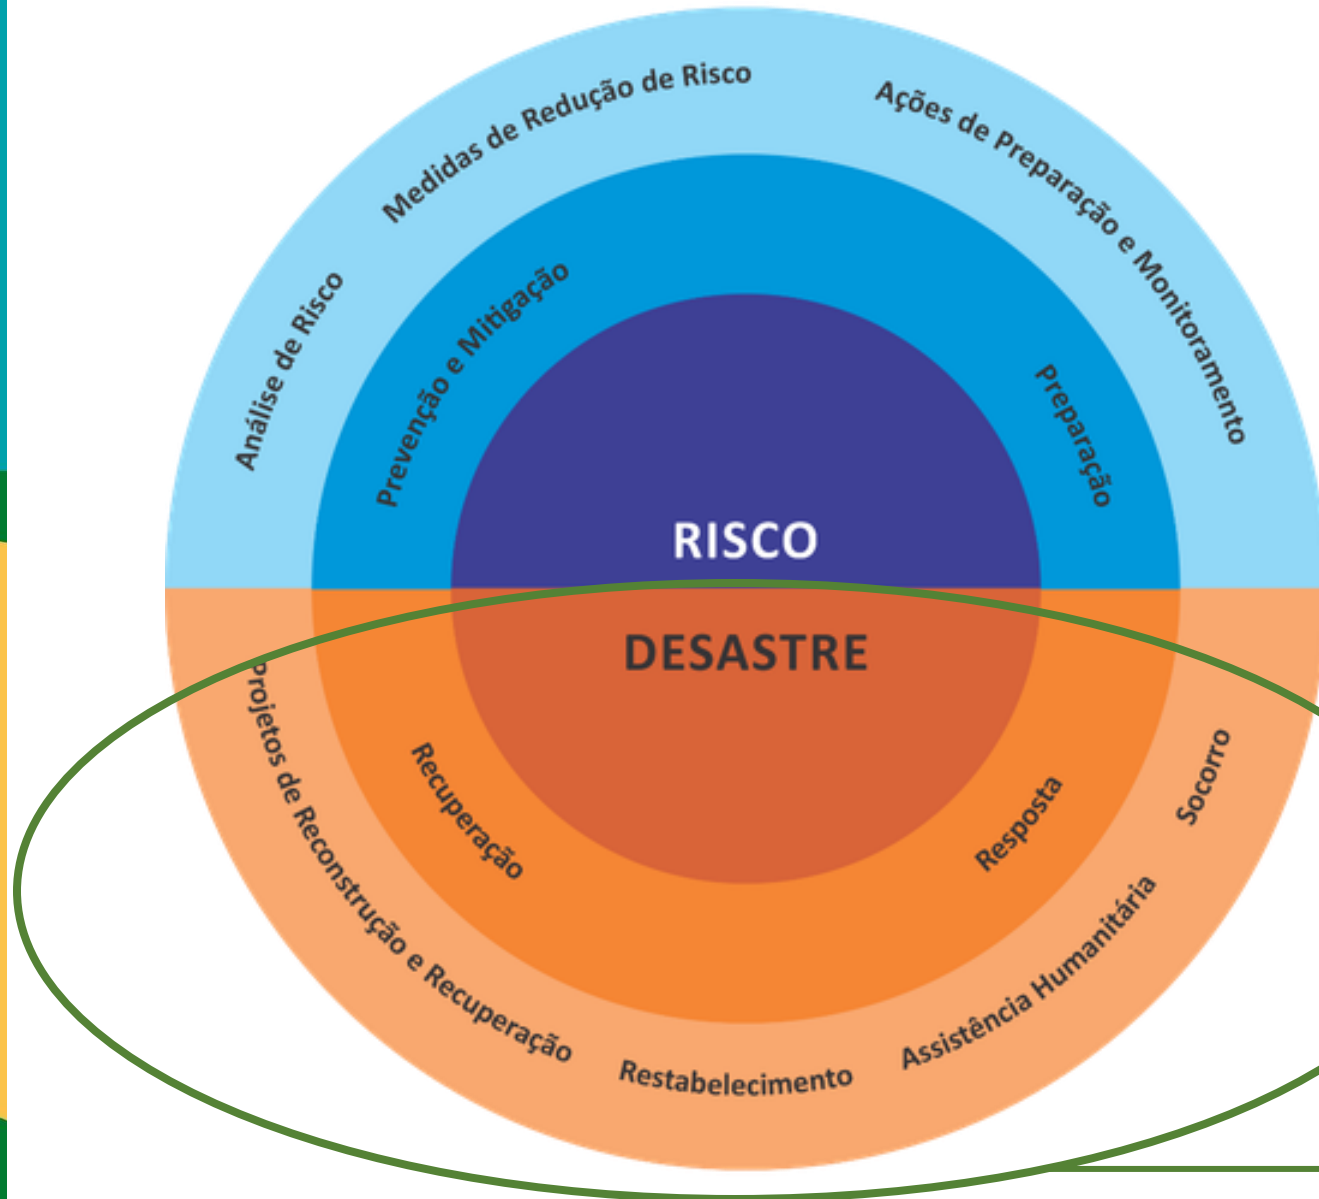 Medidas de Redução de Risco
Ações de Preparação e Monitoramento
Análise de Risco
Prevenção e Mitigação
Preparação
RISCO
DESASTRE
Projetos de Reconstrução e Recuperação
Recuperação
Resposta
Socorro
Assistência Humanitária
Restabelecimento